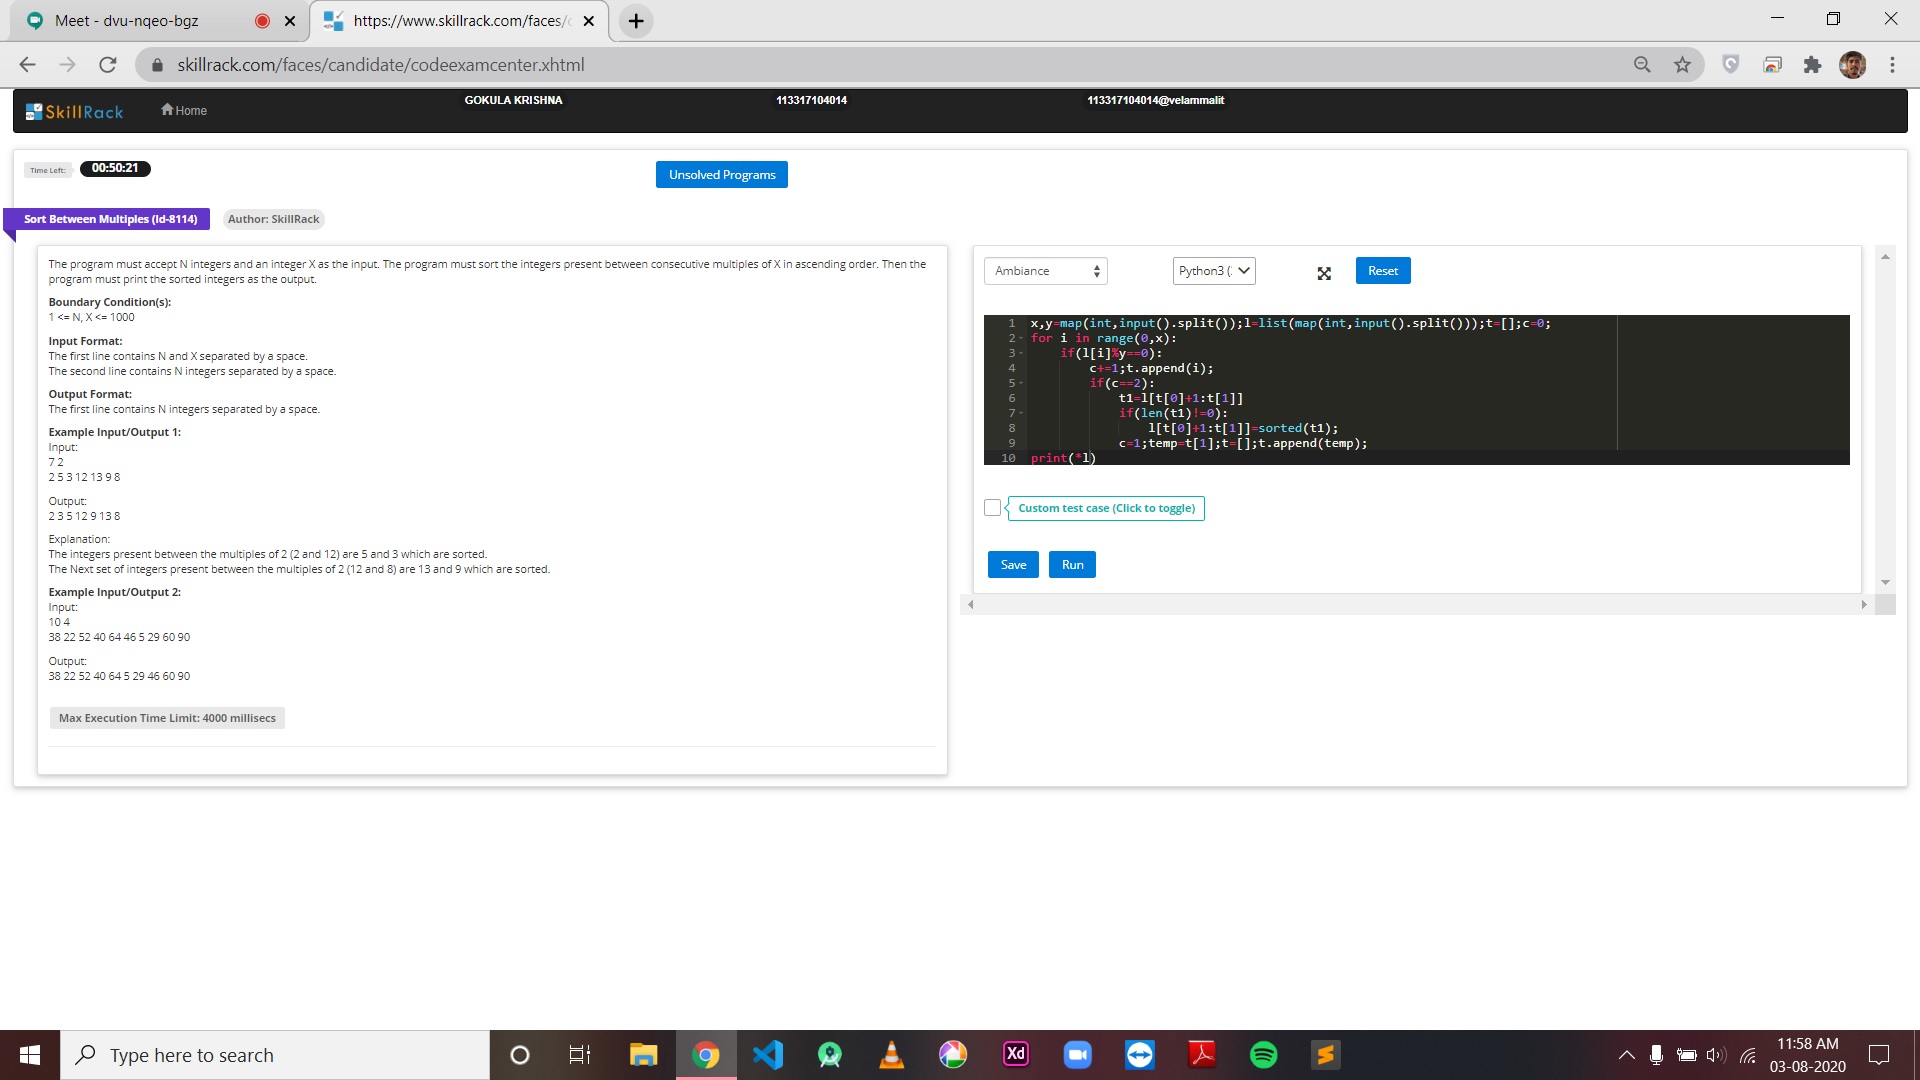 Meet - dvu-nqeo-bgz
https://www.skillrack.com/faces/c
skillrack.com/faces/candidate/codeexamcenter.xhtml
SkillRack
Home
GOKULA KRISHNA
113317104014
113317104014@velammalit
Time Left:
00:50:21
Unsolved Programs
Sort Between Multiples (Id-8114)
Author: SkillRack
The program must accept N integers and an integer X as the input. The program must sort the integers present between consecutive multiples of X in ascending order. Then the
program must print the sorted integers as the output.
Boundary Condition(s):
1 <= N, X <= 1000
Input Format:
The first line contains N and X separated by a space.
The second line contains N integers separated by a space.
Output Format:
The first line contains N integers separated by a space.
Example Input/Output 1:
Input:
7 2
2 5 3 12 13 9 8
Output:
2 3 5 12 9 13 8
Explanation:
The integers present between the multiples of 2 (2 and 12) are 5 and 3 which are sorted.
The Next set of integers present between the multiples of 2 (12 and 8) are 13 and 9 which are sorted.
Example Input/Output 2:
Input:
10 4
38 22 52 40 64 46 5 29 60 90
Output:
38 22 52 40 64 5 29 46 60 90
Max Execution Time Limit: 4000 millisecs
Ambiance
Python3 (
Reset
1 x,y=map(int,input().split());l=list(map(int,input().split()));t=[];c=0;
2 for i in range(0,x):
3 if(l[i]%y==0):
4 c+=1;t.append(i);
5 if(c==2):
6 t1=l[t[0]+1:t[1]]
7 if(len(t1)!=0):
8 l[t[0]+1:t[1]]=sorted(t1);
9 c=1;temp=t[1];t=[];t.append(temp);
10 print(*l)
Custom test case (Click to toggle)
Save
Run
Type here to search
Xd
11:58 AM
03-08-2020